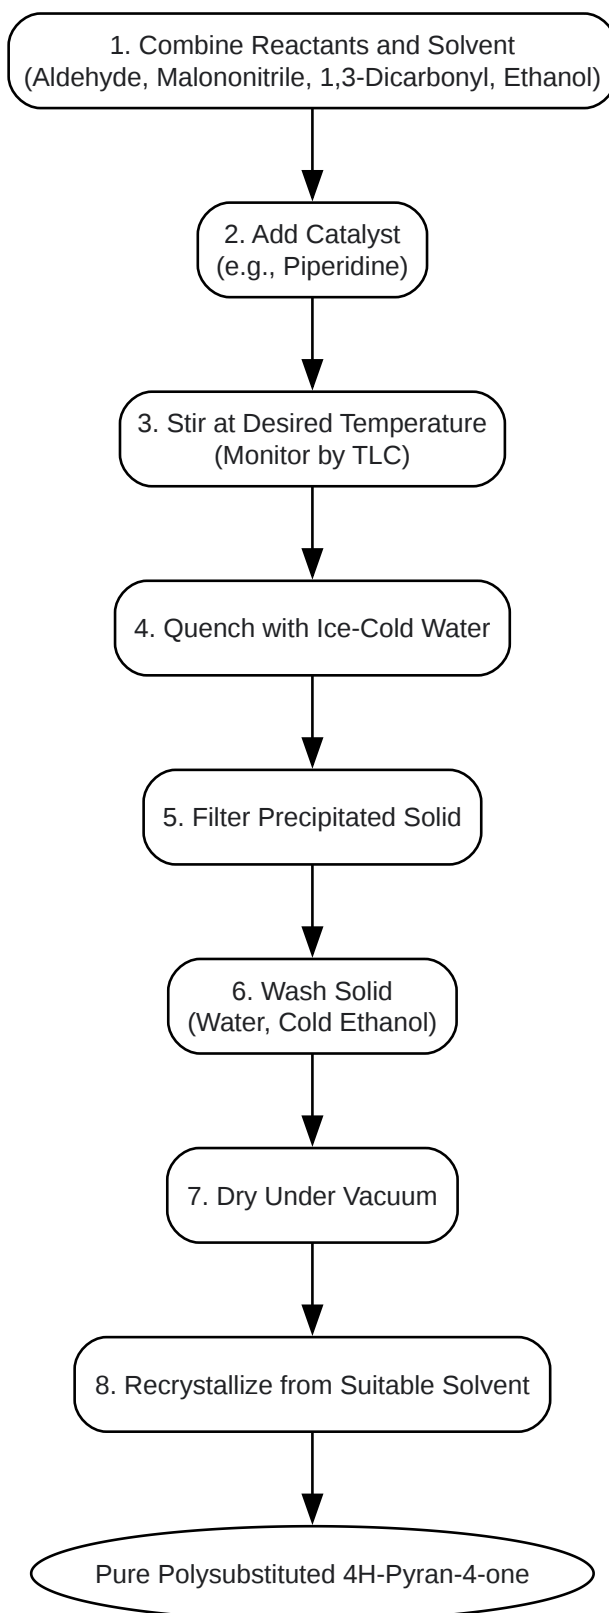 1. Combine Reactants and Solvent
(Aldehyde, Malononitrile, 1,3-Dicarbonyl, Ethanol)
2. Add Catalyst
(e.g., Piperidine)
3. Stir at Desired Temperature
(Monitor by TLC)
4. Quench with Ice-Cold Water
5. Filter Precipitated Solid
6. Wash Solid
(Water, Cold Ethanol)
7. Dry Under Vacuum
8. Recrystallize from Suitable Solvent
Pure Polysubstituted 4H-Pyran-4-one